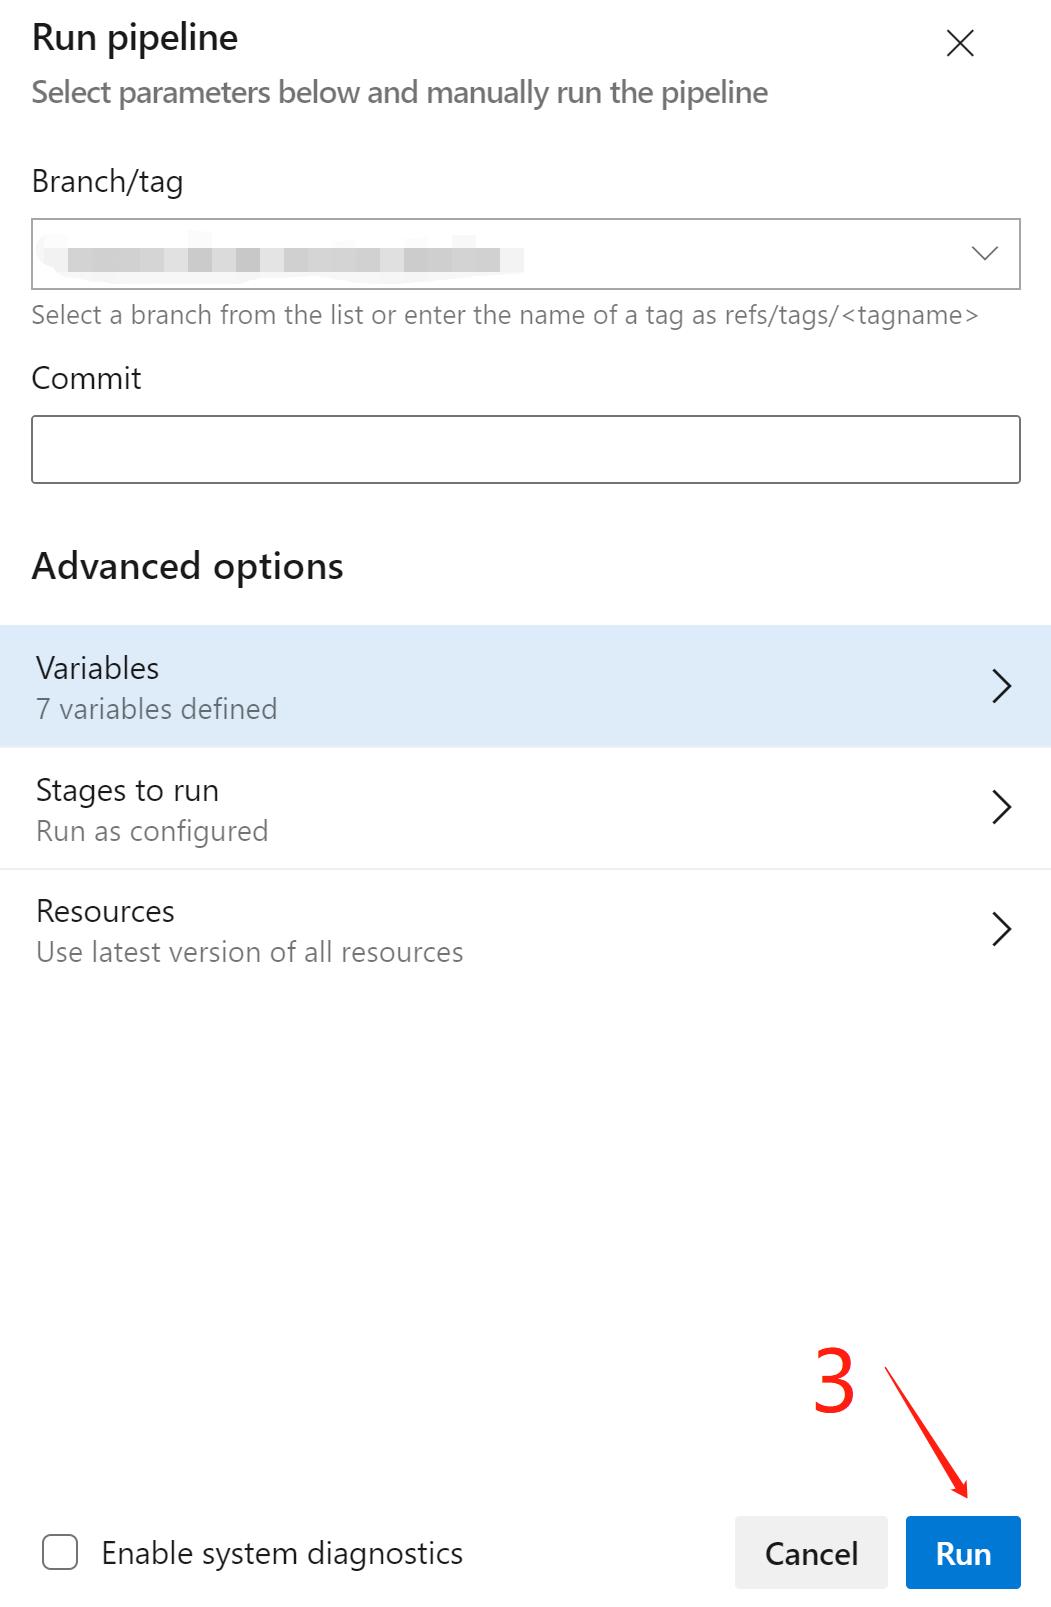 Run pipeline
Select parameters below and manually run the pipeline
Branch/tag
Select a branch from the list or enter the name of a tag as refs/tags/<tagname>
Commit
Advanced options
Variables
7 variables defined
Stages to run
Run as configured
Resources
Use latest version of all resources
3
Enable system diagnostics
Cancel
Run